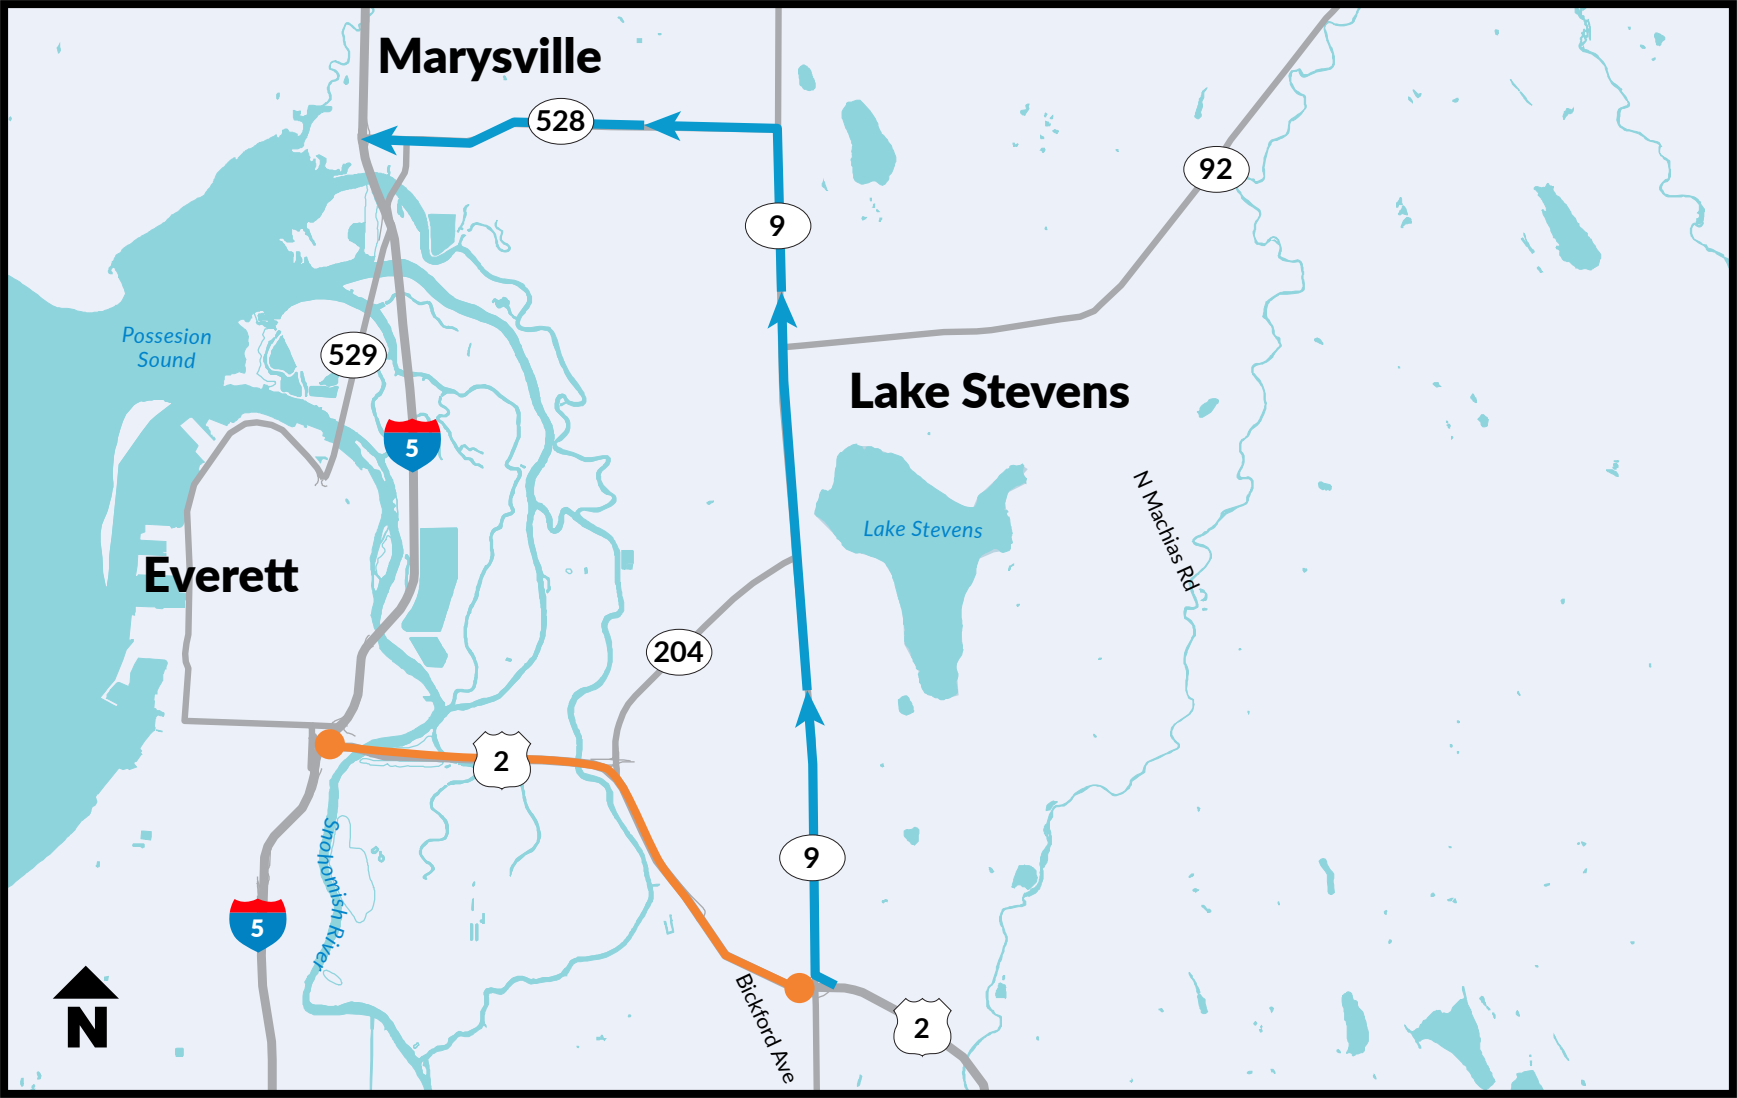 Marysville
528
92
9
Possesion
Sound
529
Lake Stevens
5
N Machias Rd
Lake Stevens
Everett
204
2
Snohomish River
9
5
Bickford Ave
N
2